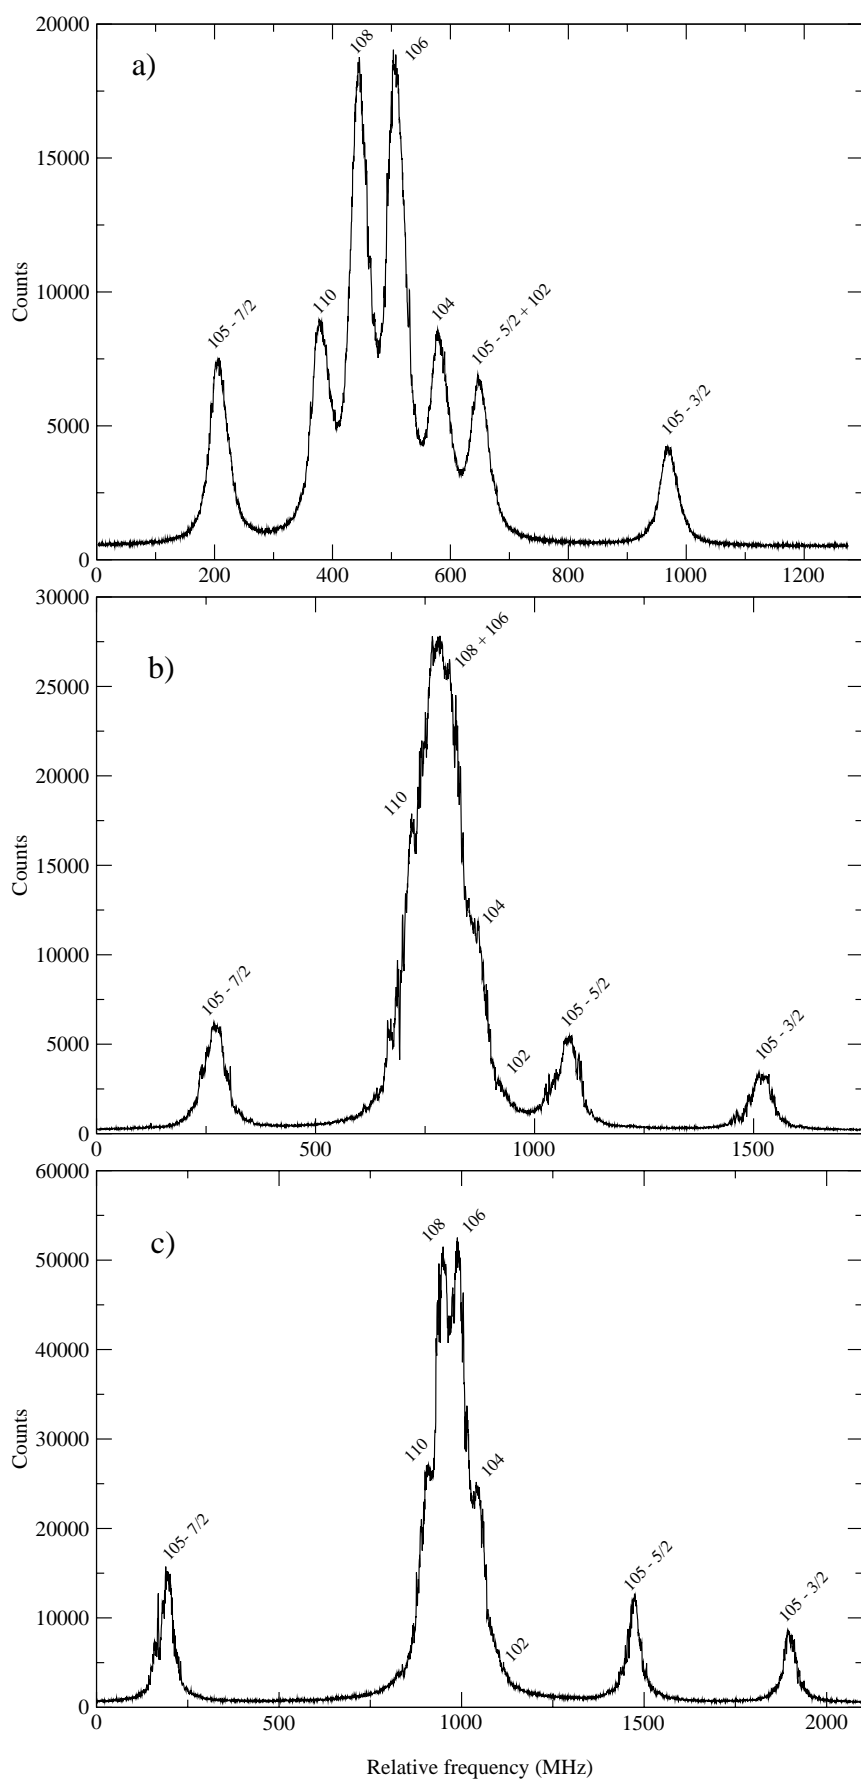 20000
15000
10000
5000
0
Counts
a)
105 - 7/2
110
108
106
104
105 - 5/2 + 102
105 - 3/2
0 200 400 600 800 1000 1200
30000
25000
20000
15000
10000
5000
0
Counts
b)
105 - 7/2
110
108 + 106
104
102
105 - 5/2
105 - 3/2
0 500 1000 1500
60000
50000
40000
30000
20000
10000
0
Counts
c)
105- 7/2
110
108
106
104
102
105 - 5/2
105 - 3/2
0 500 1000 1500 2000
Relative frequency (MHz)